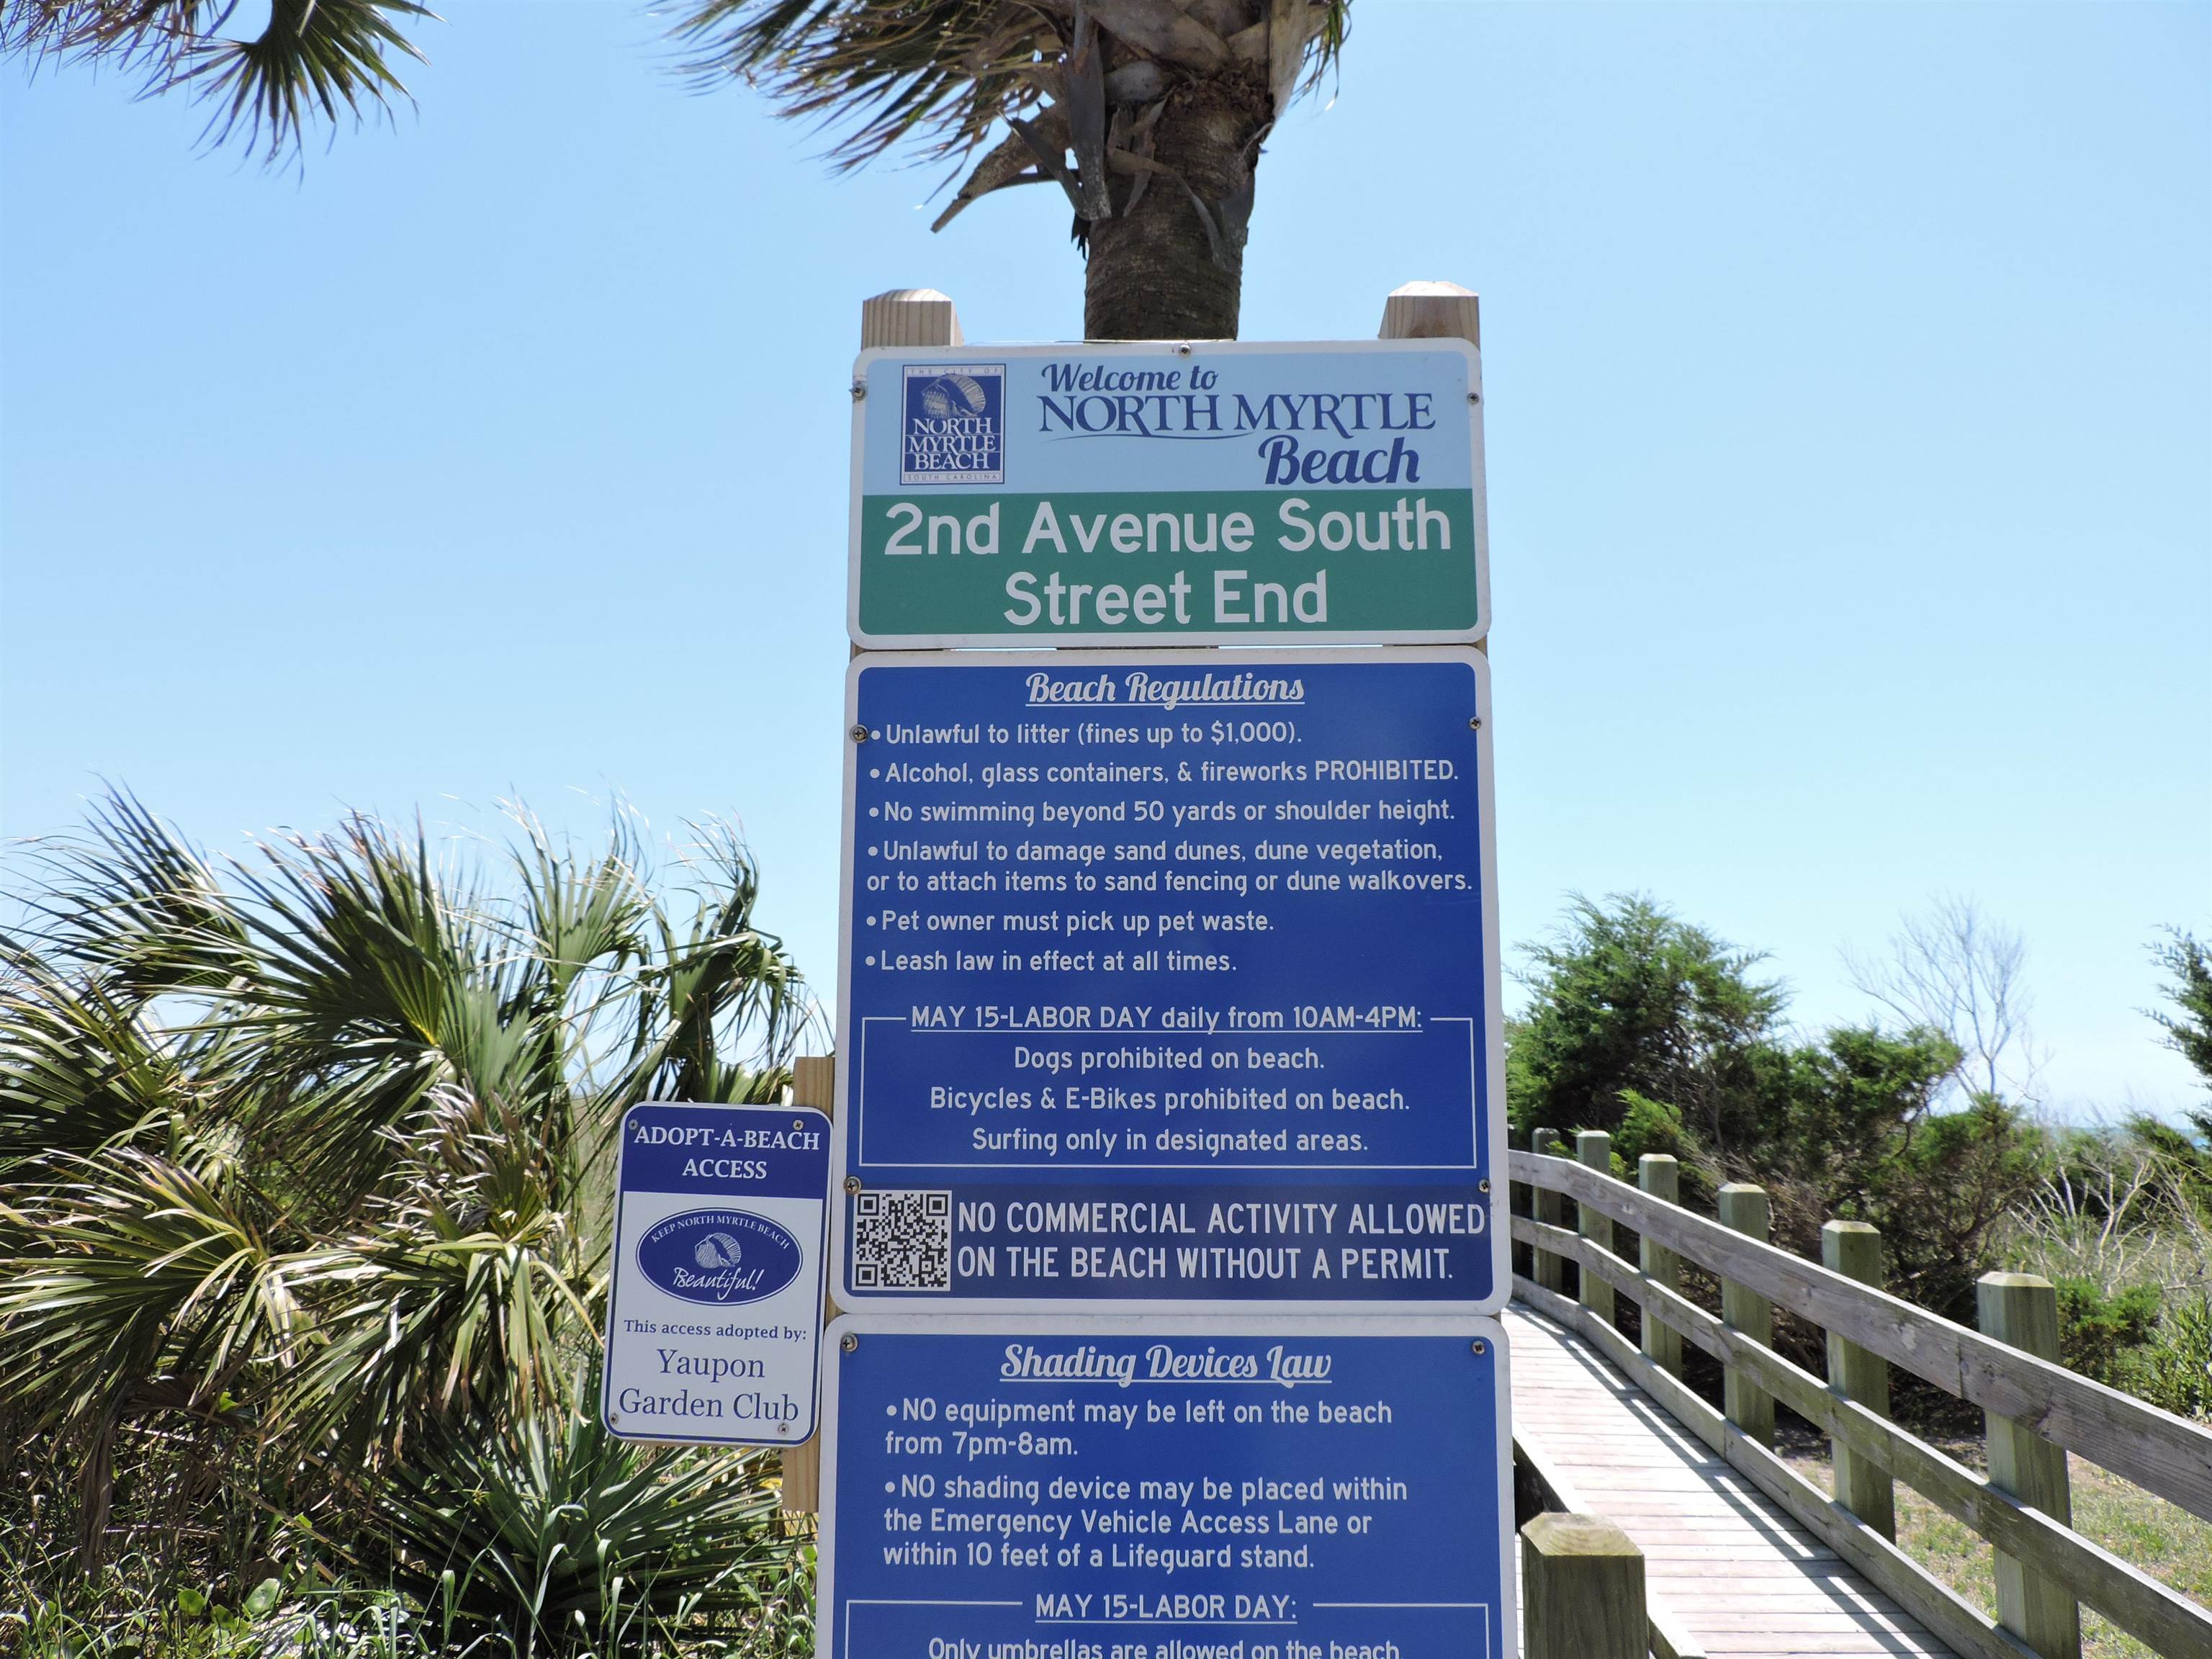 THE CITY OF
NORTH
MYRTLE
BEACH
SOUTH CAROLINA
Welcome to
NORTH MYRTLE
Beach
2nd Avenue South
Street End
Beach Regulations
• Unlawful to litter (fines up to $1,000).
• Alcohol, glass containers, & fireworks PROHIBITED.
• No swimming beyond 50 yards or shoulder height.
• Unlawful to damage sand dunes, dune vegetation,
or to attach items to sand fencing or dune walkovers.
• Pet owner must pick up pet waste.
• Leash law in effect at all times.
MAY 15-LABOR DAY daily from 10AM-4PM:
Dogs prohibited on beach.
Bicycles & E-Bikes prohibited on beach.
Surfing only in designated areas.
NO COMMERCIAL ACTIVITY ALLOWED
ON THE BEACH WITHOUT A PERMIT.
ADOPT-A-BEACH
ACCESS
KEEP NORTH MYRTLE BEACH
Beautiful!
This access adopted by:
Yaupon
Garden Club
Shading Devices Law
• NO equipment may be left on the beach
from 7pm-8am.
• NO shading device may be placed within
the Emergency Vehicle Access Lane or
within 10 feet of a Lifeguard stand.
MAY 15-LABOR DAY:
Only umbrellas are allowed on the beach.